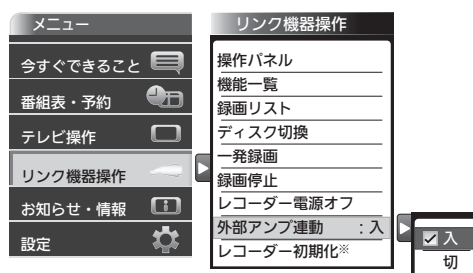 メニュー
今すぐできること
番組表・予約
テレビ操作
リンク機器操作
お知らせ・情報
設定
リンク機器操作
操作パネル
機能一覧
録画リスト
ディスク切換
一発録画
録画停止
レコーダー電源オフ
外部アンプ連動 : 入
レコーダー初期化※
入
切